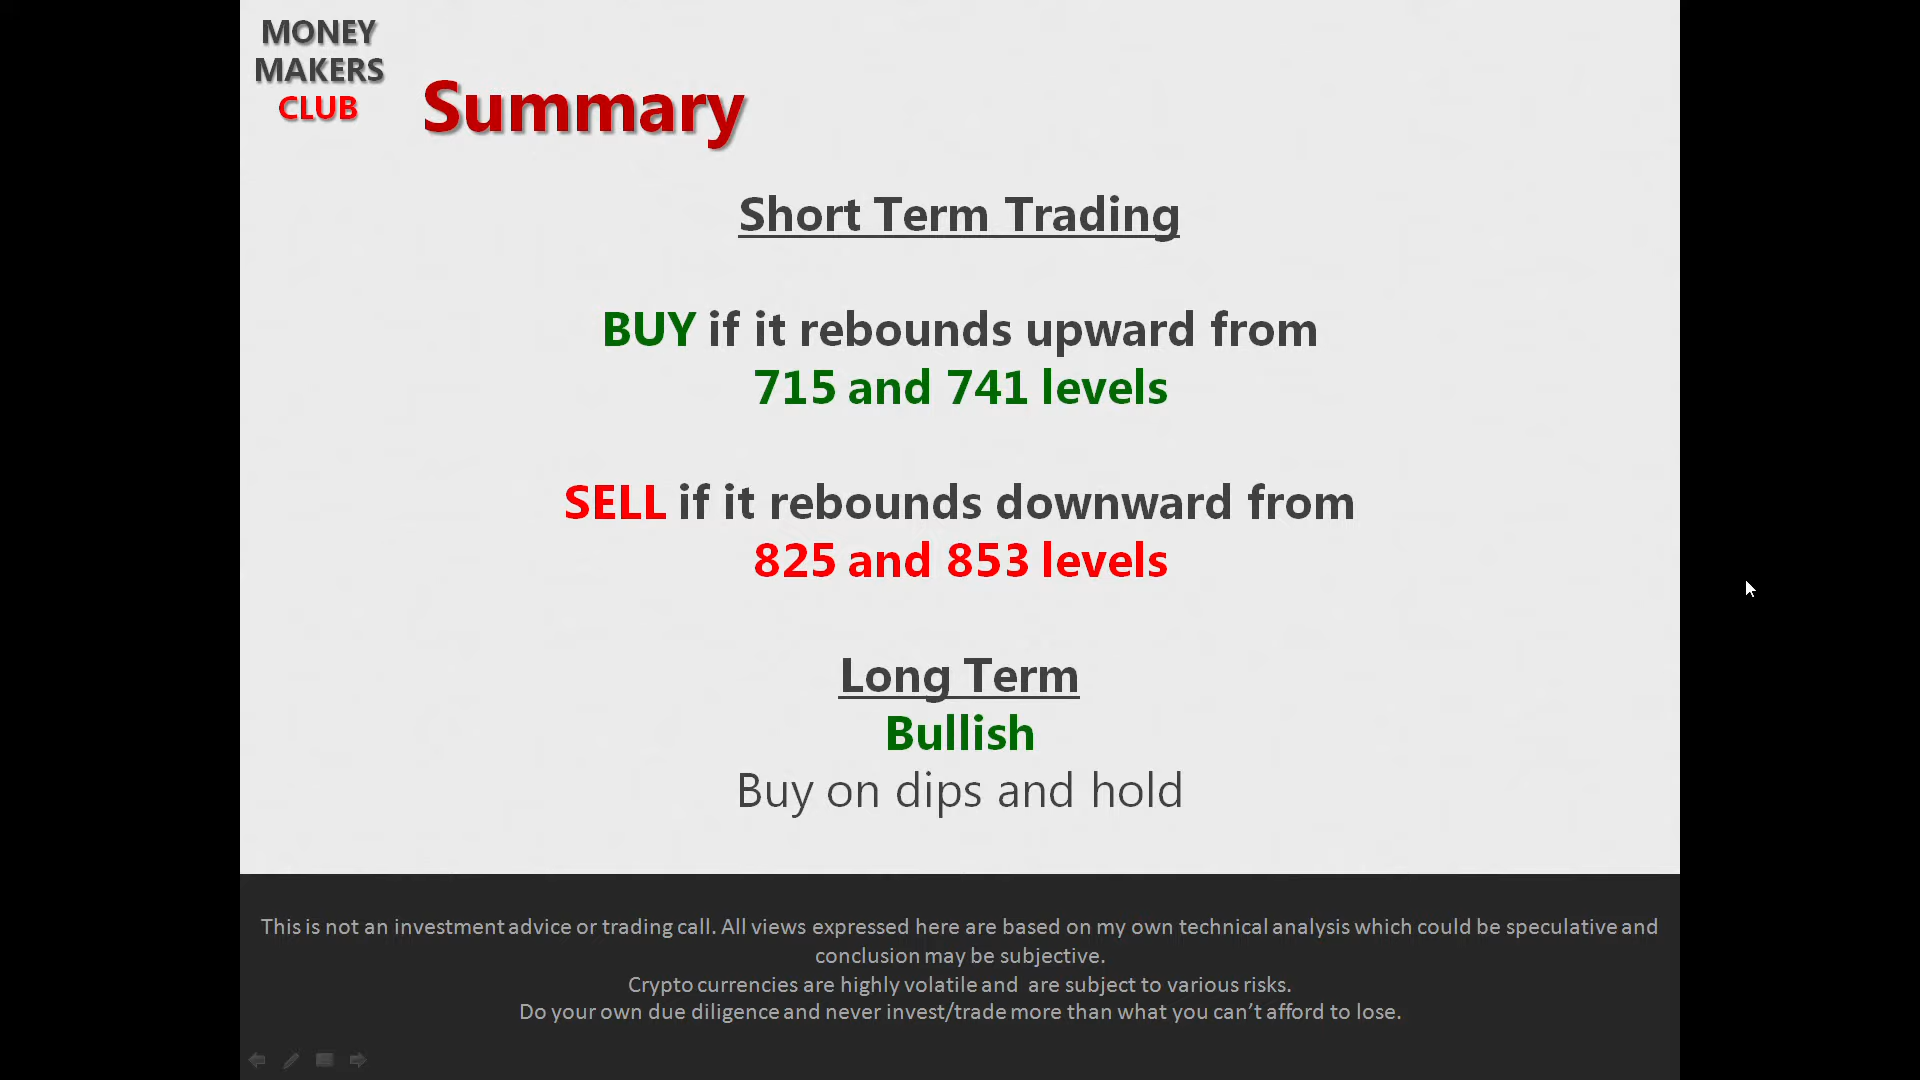 MONEY
MAKERS
CLUB
Summary
Short Term Trading
BUY if it rebounds upward from
715 and 741 levels
SELL if it rebounds downward from
825 and 853 levels
Long Term
Bullish
Buy on dips and hold
This is not an investment advice or trading call. All views expressed here are based on my own technical analysis which could be speculative and
conclusion may be subjective.
Crypto currencies are highly volatile and are subject to various risks.
Do your own due diligence and never invest/trade more than what you can't afford to lose.